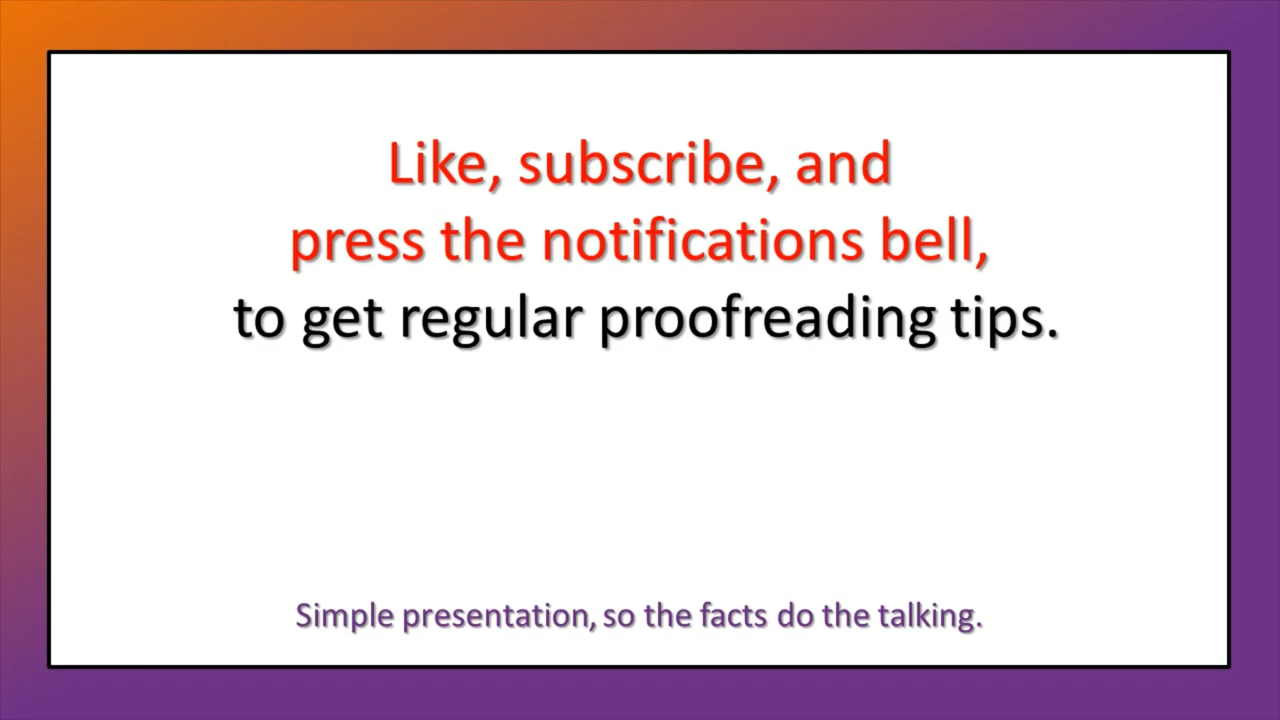 Like, subscribe, and
press the notifications bell,
to get regular proofreading tips.
Simple presentation, so the facts do the talking.